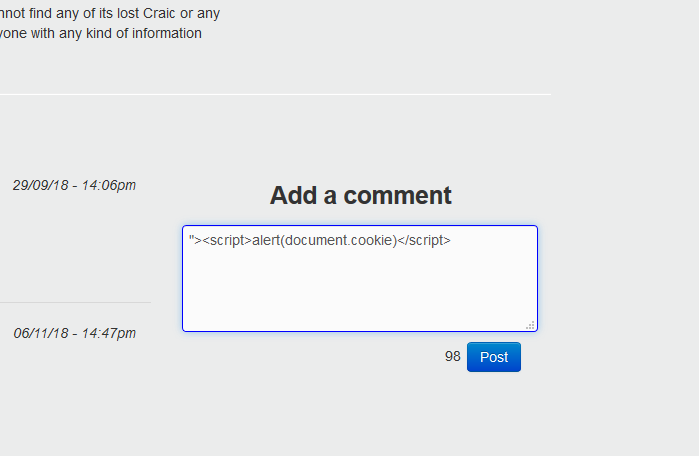 nnot find any of its lost Craic or any
yone with any kind of information
29/09/18 - 14:06pm
Add a comment
"><script>alert(document.cookie)</script>
06/11/18 - 14:47pm
98 Post